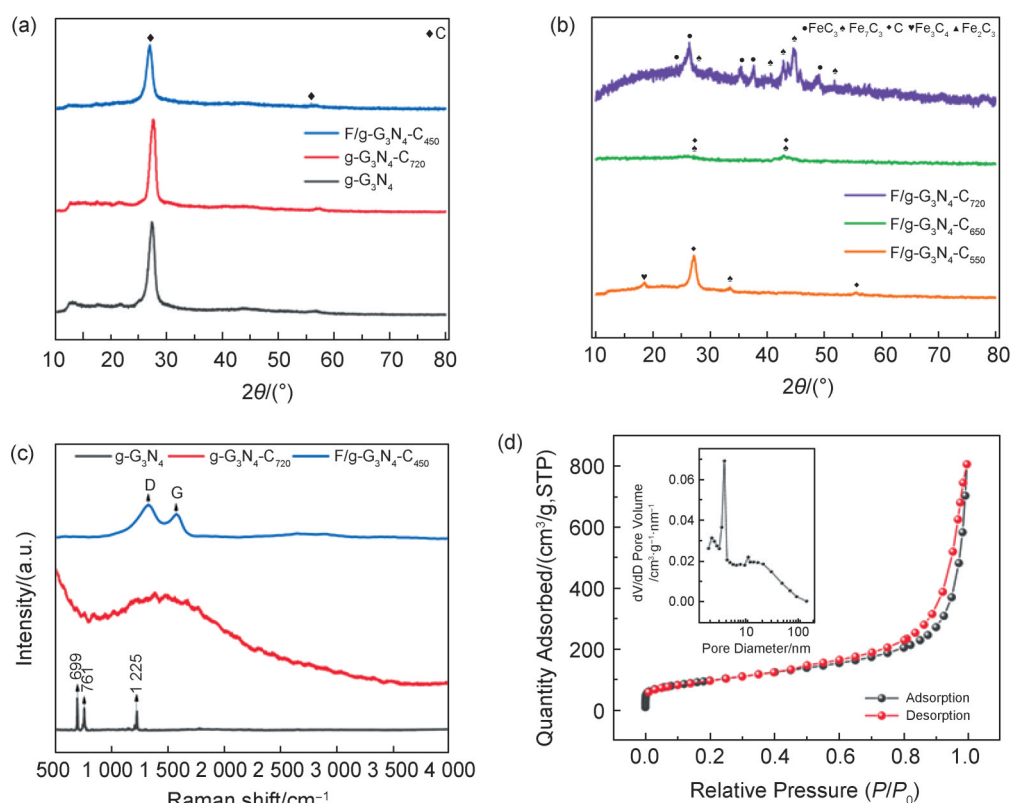 (a)
◆C
F/g-G₃N₄-C₄₅₀
g-G₃N₄-C₇₂₀
g-G₃N₄
10 20 30 40 50 60 70 80
2θ/(°)
(b)
●FeC₃ ♠ Fe₇C₃ ◆C ♥Fe₃C₄ ▲Fe₂C₃
F/g-G₃N₄-C₇₂₀
F/g-G₃N₄-C₆₅₀
F/g-G₃N₄-C₅₅₀
10 20 30 40 50 60 70 80
2θ/(°)
(c)
g-G₃N₄ g-G₃N₄-C₇₂₀ F/g-G₃N₄-C₄₅₀
D
G
Intensity/(a.u.)
699
761
1 225
500 1 000 1 500 2 000 2 500 3 000 3 500 4 000
Raman shift/cm⁻¹
(d)
Quantity Adsorbed/(cm³/g,STP)
800
600
400
200
0
dV/dD Pore Volume
/cm³·g⁻¹·nm⁻¹
0.06
0.04
0.02
0.00
10 100
Pore Diameter/nm
Adsorption
Desorption
0.0 0.2 0.4 0.6 0.8 1.0
Relative Pressure (P/P₀)